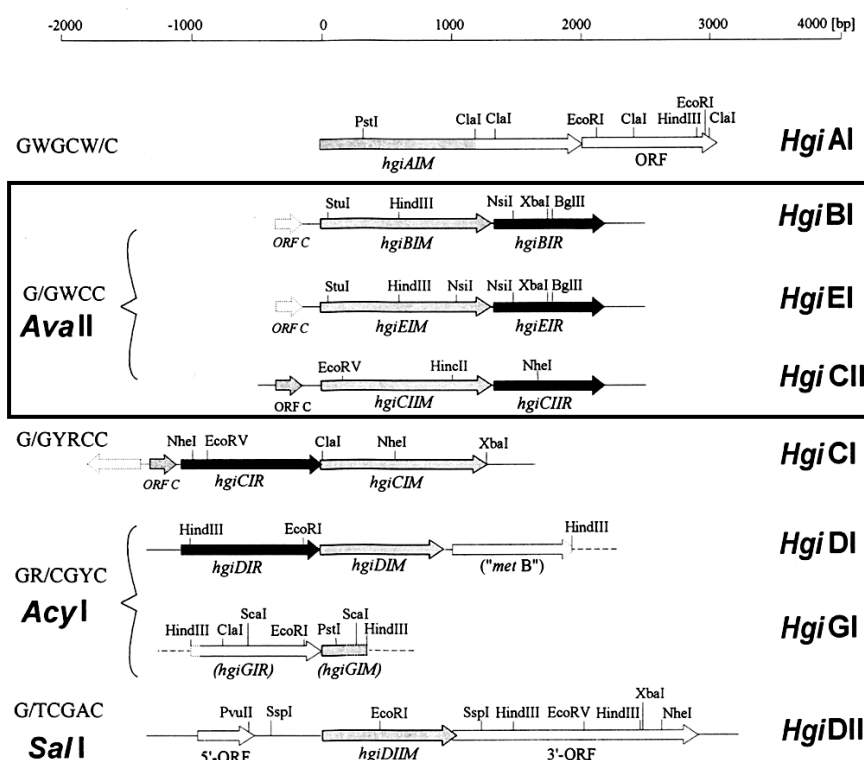 -2000 -1000 0 1000 2000 3000 4000 [bp]
EcoRI
PstI ClaI ClaI EcoRI ClaI HindIII ClaI
GWGCW/C HgiAI
hgiAIM ORF
StuI HindIII NsiI XbaI BglII
HgiBI
ORF C hgiBIM hgiBIR
G/GWCC
AvaII
StuI HindIII NsiI NsiI XbaI BglII
HgiEI
ORF C hgiEIM hgiEIR
EcoRV HincII NheI
HgiCII
ORF C hgiCIIM hgiCIIR
G/GYRCC NheI EcoRV ClaI NheI XbaI
HgiCI
ORF C hgiCIR hgiCIM
HindIII EcoRI HindIII
HgiDI
hgiDIR hgiDIM ("met B")
GR/CGYC
AcyI
ScaI ScaI
HindIII ClaI EcoRI PstI HindIII
HgiGI
(hgiGIR) (hgiGIM)
XbaI
G/TCGAC PvuII SspI EcoRI SspI HindIII EcoRV HindIII NheI
SalI HgiDII
5'-ORF hgiDIIM 3'-ORF